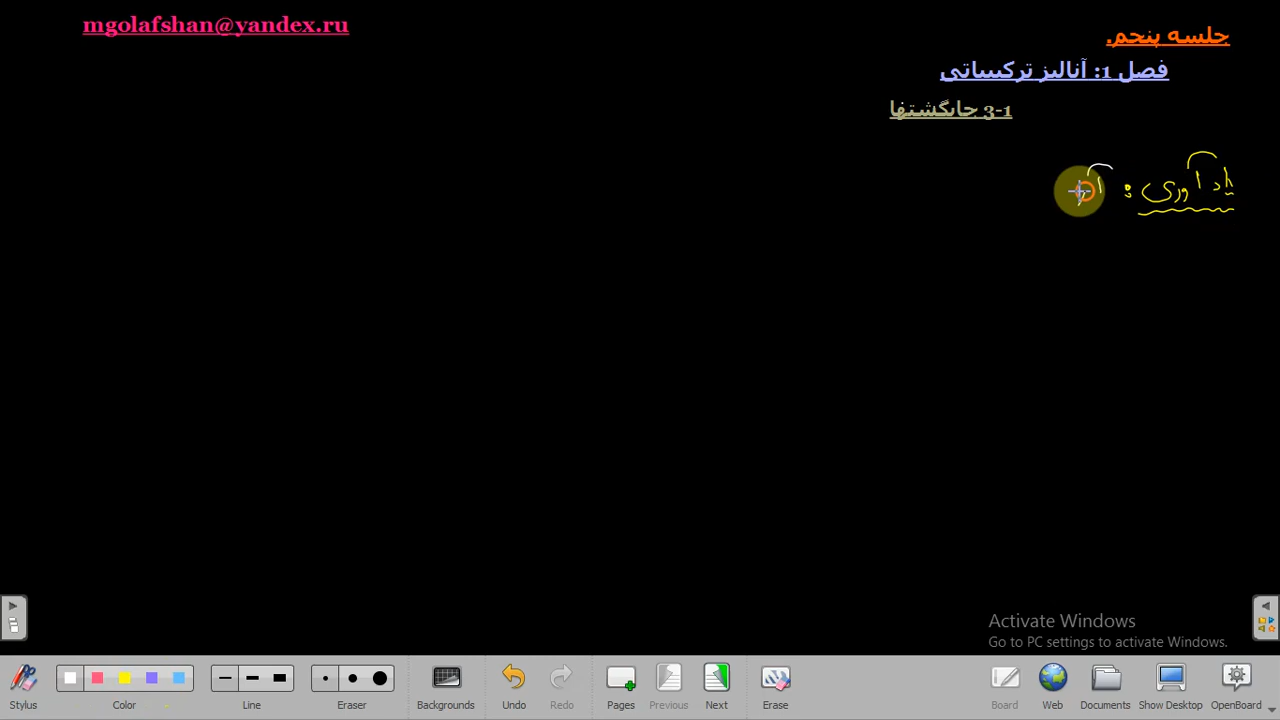 mgolafshan@yandex.ru
جلسه پنجم.
فصل 1: آنالیز ترکیبیاتی
3-1 جایگشتها
یادآوری :
Activate Windows
Go to PC settings to activate Windows.
Stylus Color Line Eraser Backgrounds Undo Redo Pages Previous Next Erase Board Web Documents Show Desktop OpenBoard